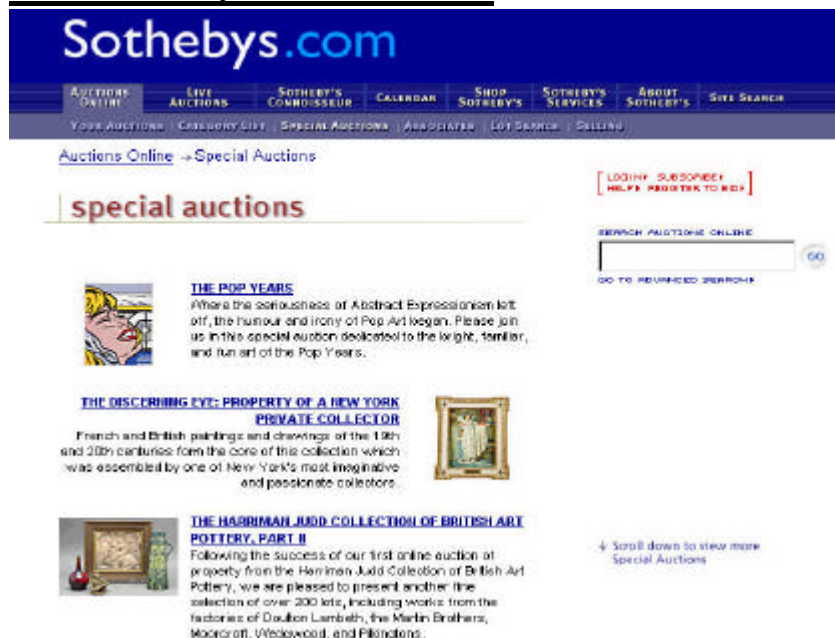 Sothebys.com
AUCTIONS ONLINE
LIVE AUCTIONS
SOTHEBY'S CONNOISSEUR
CALENDAR
SHOP SOTHEBY'S
SOTHEBY'S SERVICES
ABOUT SOTHEBY'S
SITE SEARCH
YOUR AUCTIONS | CATEGORY LIST | SPECIAL AUCTIONS | ASSOCIATES | LOT SEARCH | SELLING
Auctions Online → Special Auctions
[LOGIN SUBSCRIBE
HELP REGISTER TO BID]
special auctions
SEARCH AUCTIONS ONLINE
GO
GO TO ADVANCED SEARCH
THE POP YEARS
Where the seriousness of Abstract Expressionism left
off, the humour and irony of Pop Art began. Please join
us in this special auction dedicated to the bright, familiar,
and fun art of the Pop Years.
THE DISCERNING EYE: PROPERTY OF A NEW YORK
PRIVATE COLLECTOR
French and British paintings and drawings of the 19th
and 20th centuries form the core of this collection which
was assembled by one of New York's most imaginative
and passionate collectors.
THE HARRIMAN JUDD COLLECTION OF BRITISH ART
POTTERY, PART II
Following the success of our first online auction of
property from the Harriman Judd Collection of British Art
Pottery, we are pleased to present another fine
selection of over 200 lots, including works from the
factories of Doulton Lambeth, the Martin Brothers,
Moorcroft, Wedgwood, and Pilkingtons.
↓ Scroll down to view more
Special Auctions